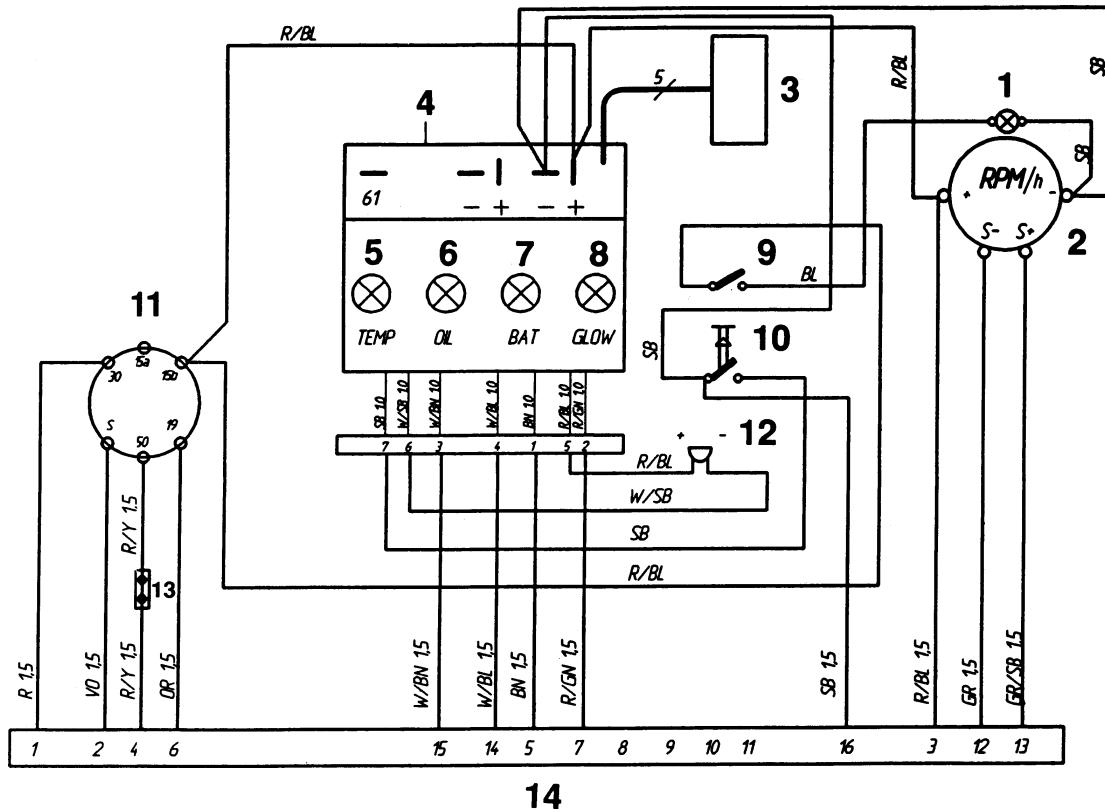 R/BL
5
3
4
R/BL
1
SB
SB
RPM/h
+
-
S- S+
2
61
- + - +
5 6 7 8
TEMP OIL BAT GLOW
9
BL
10
SB
11
15a
30
15b
S
19
50
SB 1.0
W/SB 1.0
W/BN 1.0
W/BL 1.0
BN 1.0
R/BL 1.0
R/GN 1.0
7 6 3 4 1 5 2
+ -
12
R/BL
W/SB
SB
R/BL
R/Y 1,5
13
R 1,5
VO 1,5
R/Y 1,5
OR 1,5
W/BN 1,5
W/BL 1,5
BN 1,5
R/GN 1,5
SB 1,5
R/BL 1,5
GR 1,5
GR/SB 1,5
1 2 4 6 15 14 5 7 8 9 10 11 16 3 12 13
14